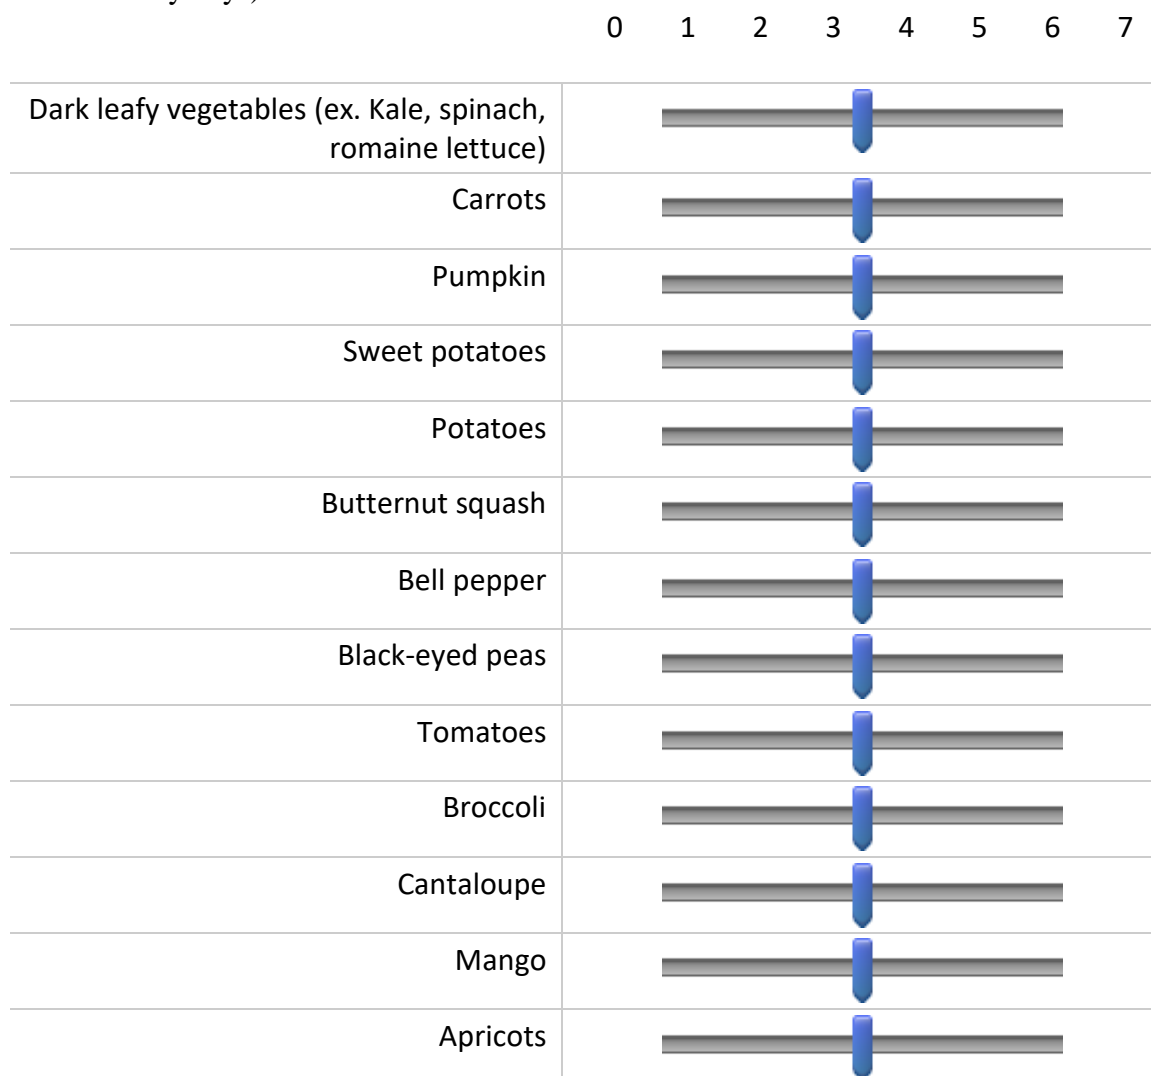 0 1 2 3 4 5 6 7
Dark leafy vegetables (ex. Kale, spinach,
romaine lettuce)
Carrots
Pumpkin
Sweet potatoes
Potatoes
Butternut squash
Bell pepper
Black-eyed peas
Tomatoes
Broccoli
Cantaloupe
Mango
Apricots